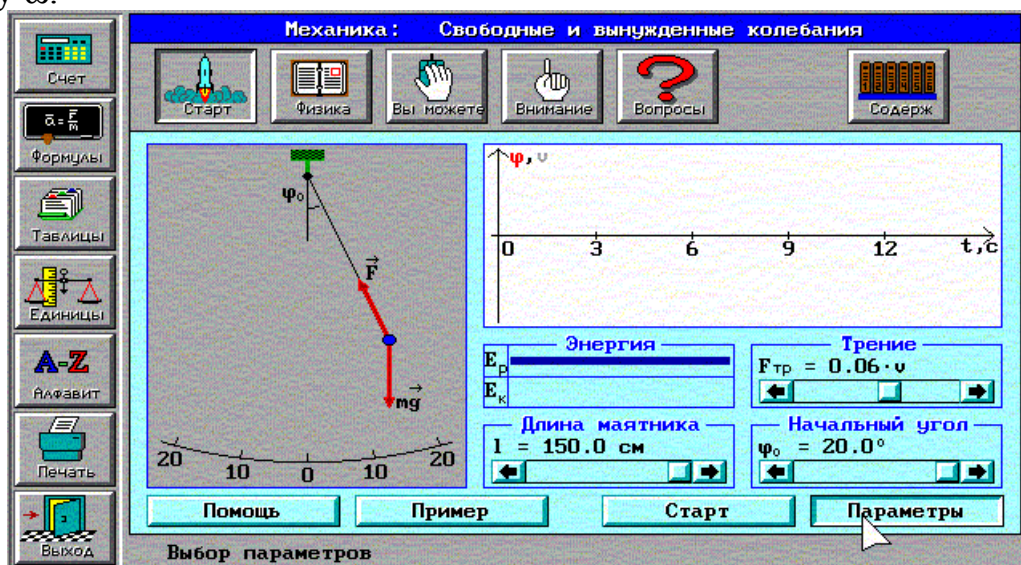 у ω.
Механика: Свободные и вынужденные колебания
Счет
Формулы
Таблицы
Единицы
A-Z
Алфавит
Печать
Выход
Старт
Физика
Вы можете
Внимание
Вопросы
Содерж
ā = F̄/m
φ₀
F⃗
mg⃗
20 10 0 10 20
φ, υ
0 3 6 9 12 t,c
Энергия
Eₚ
Eₖ
Трение
Fтр = 0.06·υ
Длина маятника
l = 150.0 см
Начальный угол
φ₀ = 20.0°
Помощь
Пример
Старт
Параметры
Выбор параметров